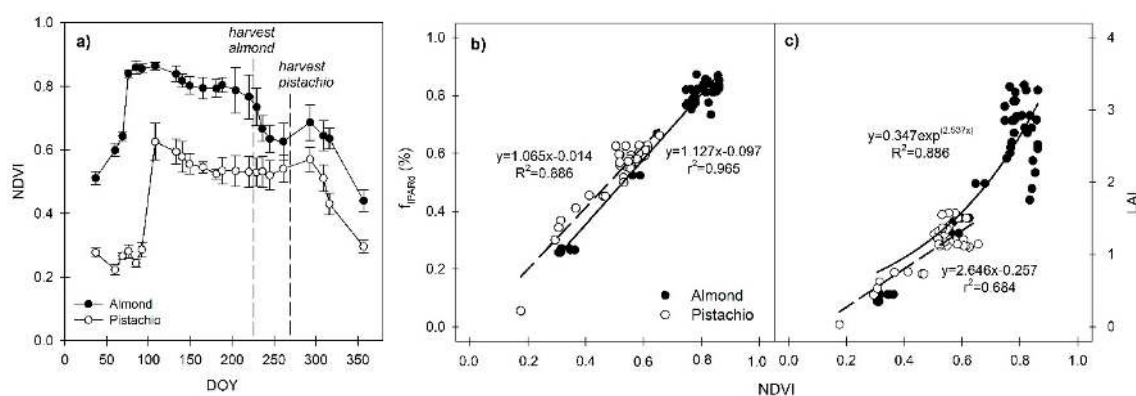 a)
harvest
almond
harvest
pistachio
1.0
0.8
0.6
0.4
0.2
0.0
NDVI
Almond
Pistachio
0 50 100 150 200 250 300 350
DOY
b)
f_IPARd (%)
1.0
0.8
0.6
0.4
0.2
0.0
y=1.065x-0.014
R²=0.886
y=1.127x-0.097
r²=0.965
Almond
Pistachio
0.0 0.2 0.4 0.6 0.8 1.0
c)
y=0.347exp^(2.537x)
R²=0.886
y=2.646x-0.257
r²=0.684
4
3
2
1
0
LAI
0.0 0.2 0.4 0.6 0.8 1.0
NDVI